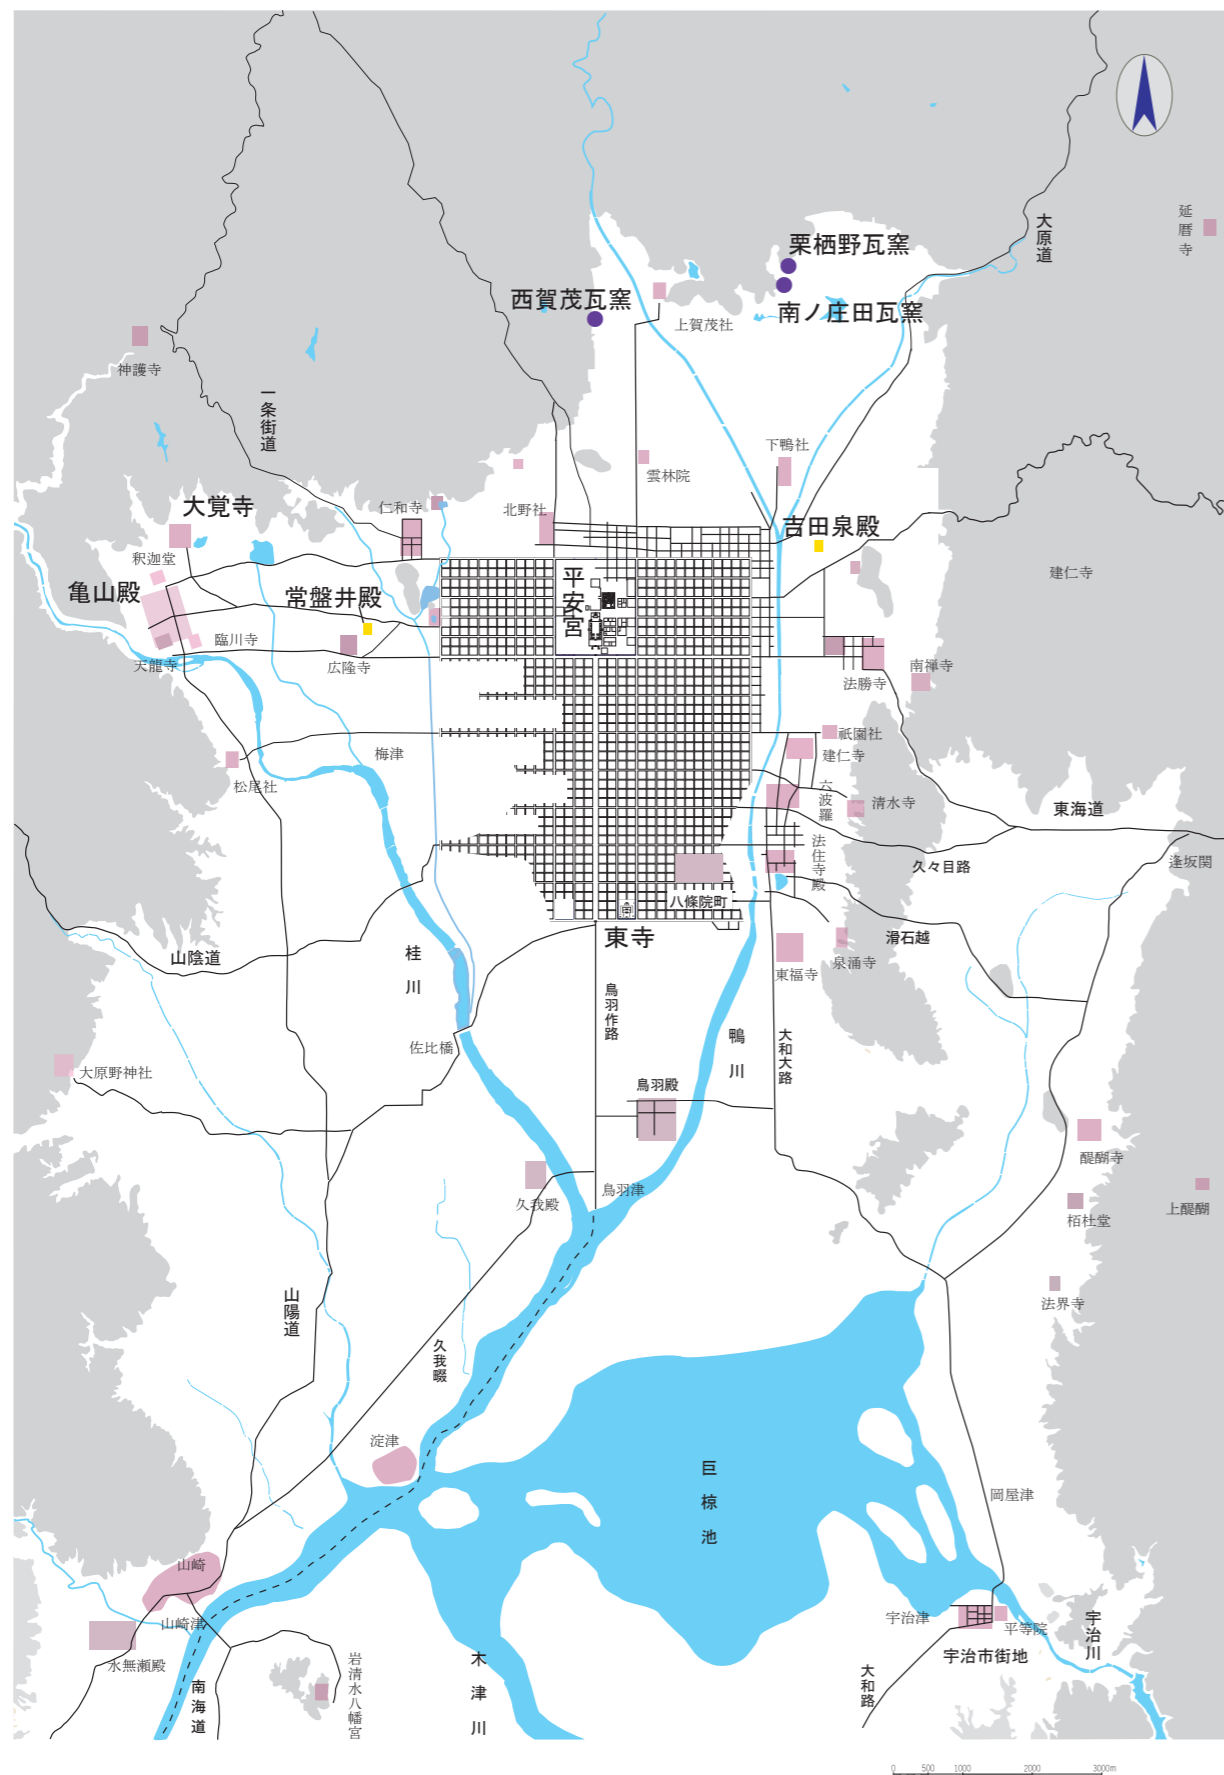 延暦寺
大原道
栗栖野瓦窯
西賀茂瓦窯
南ノ庄田瓦窯
上賀茂社
神護寺
一条街道
下鴨社
雲林院
大覚寺
仁和寺
北野社
吉田泉殿
釈迦堂
建仁寺
平安宮
亀山殿
常盤井殿
臨川寺
天龍寺
広隆寺
南禅寺
法勝寺
祇園社
梅津
建仁寺
松尾社
六波羅
清水寺
東海道
法住寺殿
久々目路
逢坂関
八條院町
東寺
滑石越
山陰道
桂川
泉涌寺
東福寺
鳥羽作路
鴨川
大和大路
佐比橋
大原野神社
鳥羽殿
醍醐寺
久我殿
鳥羽津
上醍醐
栢杜堂
山陽道
法界寺
久我畷
淀津
巨椋池
岡屋津
山崎
山崎津
宇治津
平等院
宇治川
水無瀬殿
岩清水八幡宮
木津川
宇治市街地
南海道
大和路
0 500 1000 2000 3000m